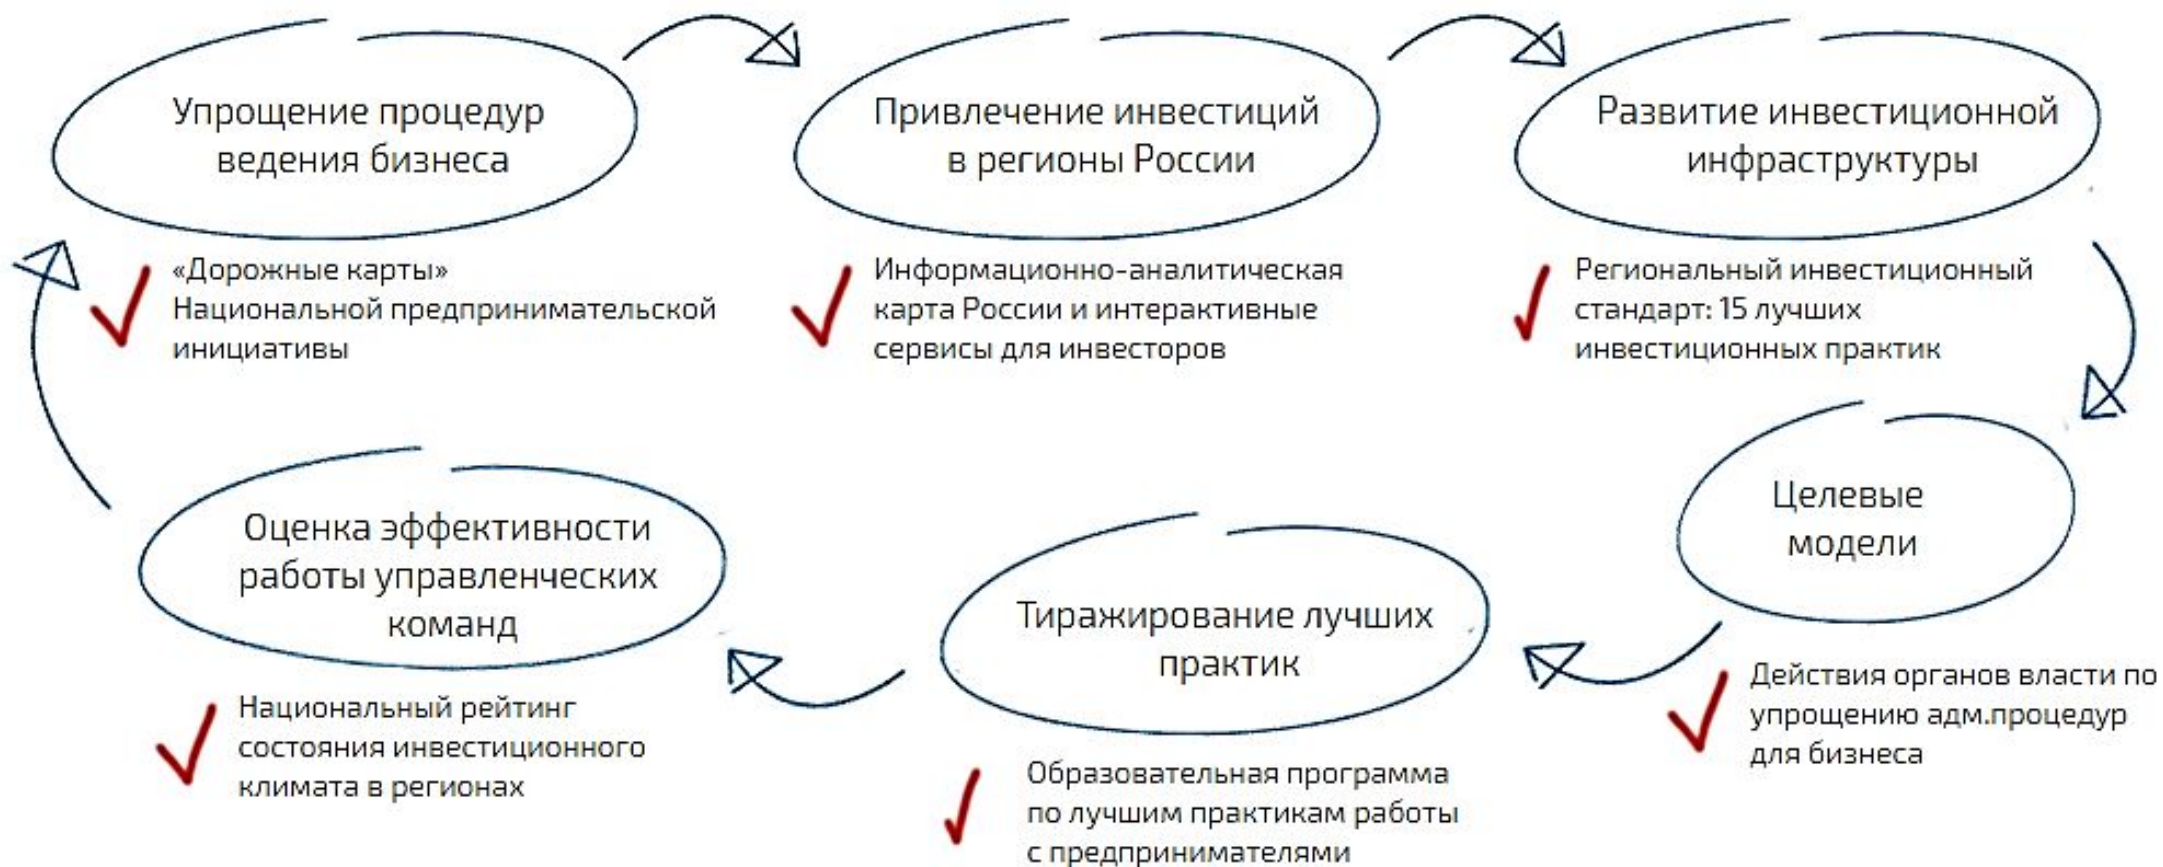 Упрощение процедур
ведения бизнеса
«Дорожные карты»
Национальной предпринимательской
инициативы
Привлечение инвестиций
в регионы России
Информационно-аналитическая
карта России и интерактивные
сервисы для инвесторов
Развитие инвестиционной
инфраструктуры
Региональный инвестиционный
стандарт: 15 лучших
инвестиционных практик
Целевые
модели
Действия органов власти по
упрощению адм.процедур
для бизнеса
Тиражирование лучших
практик
Образовательная программа
по лучшим практикам работы
с предпринимателями
Оценка эффективности
работы управленческих
команд
Национальный рейтинг
состояния инвестиционного
климата в регионах